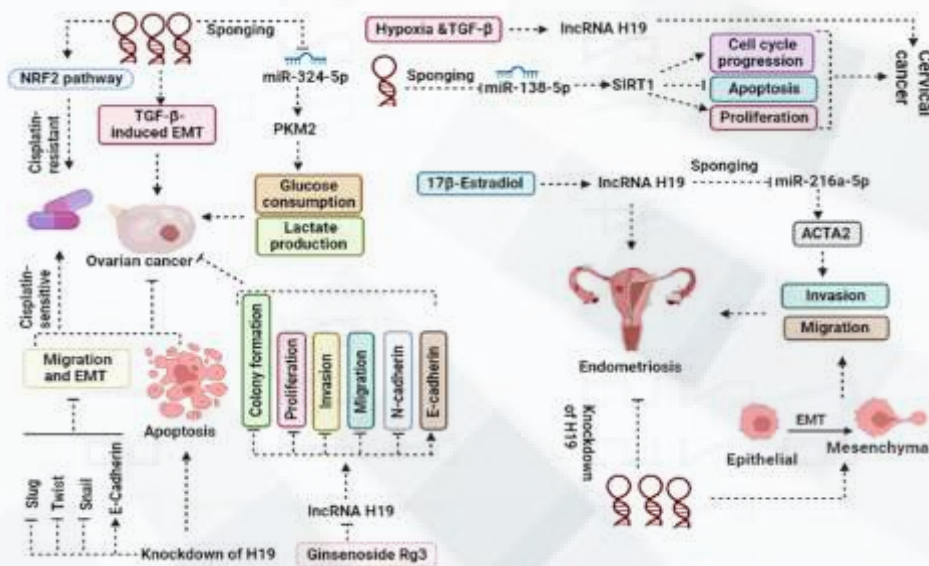 Sponging
NRF2 pathway
miR-324-5p
TGF-β-
induced EMT
PKM2
Cisplatin-
resistant
Glucose
consumption
Lactate
production
Ovarian cancer
Cisplatin-
sensitive
Migration
and EMT
Apoptosis
Slug
Twist
Snail
E-Cadherin
Knockdown of H19
Colony formation
Proliferation
Invasion
Migration
N-cadherin
E-cadherin
lncRNA H19
Ginsenoside Rg3
Hypoxia &TGF-β
lncRNA H19
Sponging
miR-138-5p
SIRT1
Cell cycle
progression
Apoptosis
Proliferation
Cervical
cancer
17β-Estradiol
lncRNA H19
Sponging
miR-216a-5p
ACTA2
Invasion
Migration
Endometriosis
Knockdown
of H19
EMT
Epithelial
Mesenchyma